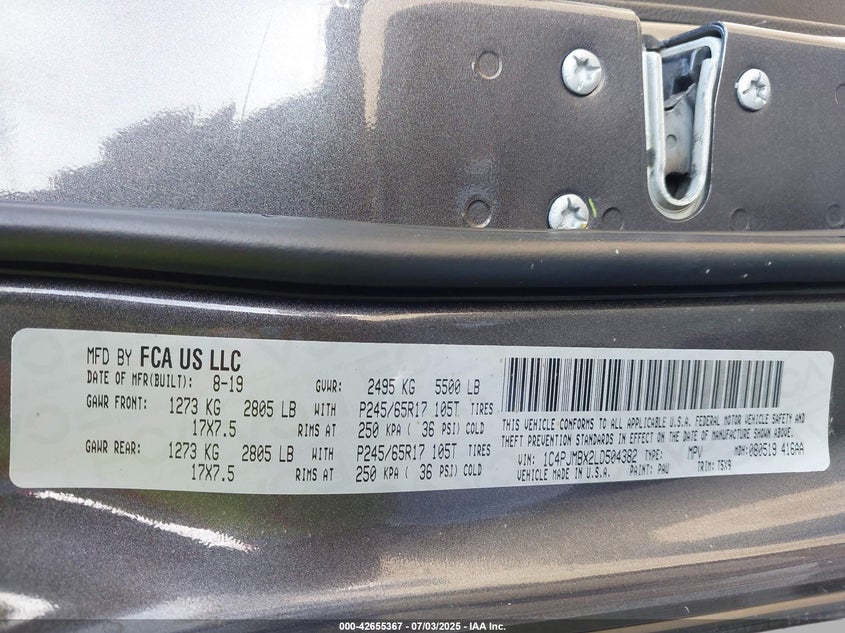 MFD BY FCA US LLC
DATE OF MFR(BUILT): 8-19 GVWR: 2495 KG 5500 LB
GAWR FRONT: 1273 KG 2805 LB WITH P245/65R17 105T TIRES
17X7.5 RIMS AT 250 KPA ( 36 PSI) COLD
GAWR REAR: 1273 KG 2805 LB WITH P245/65R17 105T TIRES
17X7.5 RIMS AT 250 KPA ( 36 PSI) COLD
THIS VEHICLE CONFORMS TO ALL APPLICABLE U.S.A. FEDERAL MOTOR VEHICLE SAFETY AND
THEFT PREVENTION STANDARDS IN EFFECT ON THE DATE OF MANUFACTURE SHOWN ABOVE.
VIN: 1C4PJMBX2LD504382 TYPE: MPV MDH: 080519 416AA
VEHICLE MADE IN U.S.A. PAINT: PAU TRIM: TSX9
000-42655367 - 07/03/2025 - IAA Inc.